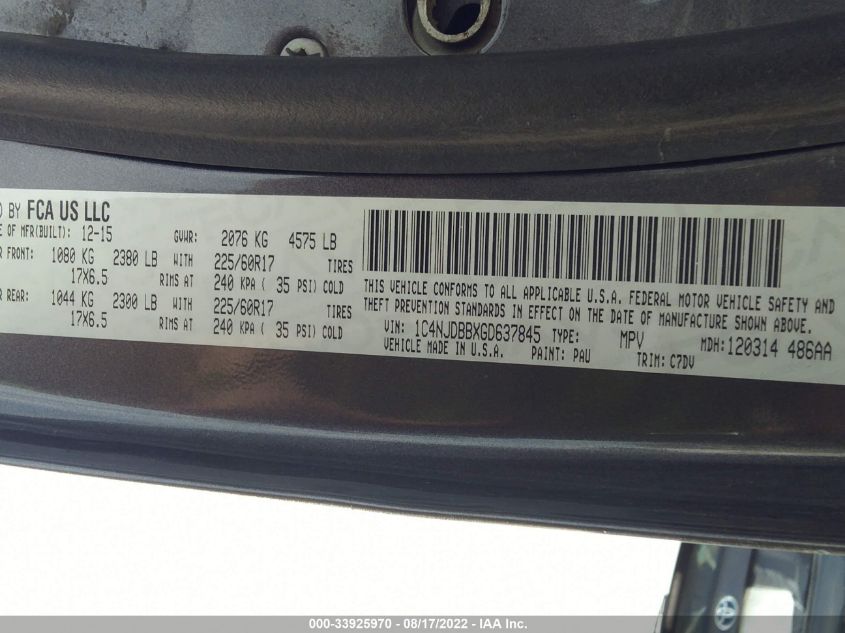 ) BY FCA US LLC
E OF MFR(BUILT): 12-15 GVWR: 2076 KG 4575 LB
R FRONT: 1080 KG 2380 LB WITH 225/60R17 TIRES
17X6.5 RIMS AT 240 KPA ( 35 PSI) COLD
R REAR: 1044 KG 2300 LB WITH 225/60R17 TIRES
17X6.5 RIMS AT 240 KPA ( 35 PSI) COLD
THIS VEHICLE CONFORMS TO ALL APPLICABLE U.S.A. FEDERAL MOTOR VEHICLE SAFETY AND
THEFT PREVENTION STANDARDS IN EFFECT ON THE DATE OF MANUFACTURE SHOWN ABOVE.
VIN: 1C4NJDBBXGD637845 TYPE: MPV MDH:120314 486AA
VEHICLE MADE IN U.S.A. PAINT: PAU TRIM: C7DV
000-33925970 - 08/17/2022 - IAA Inc.